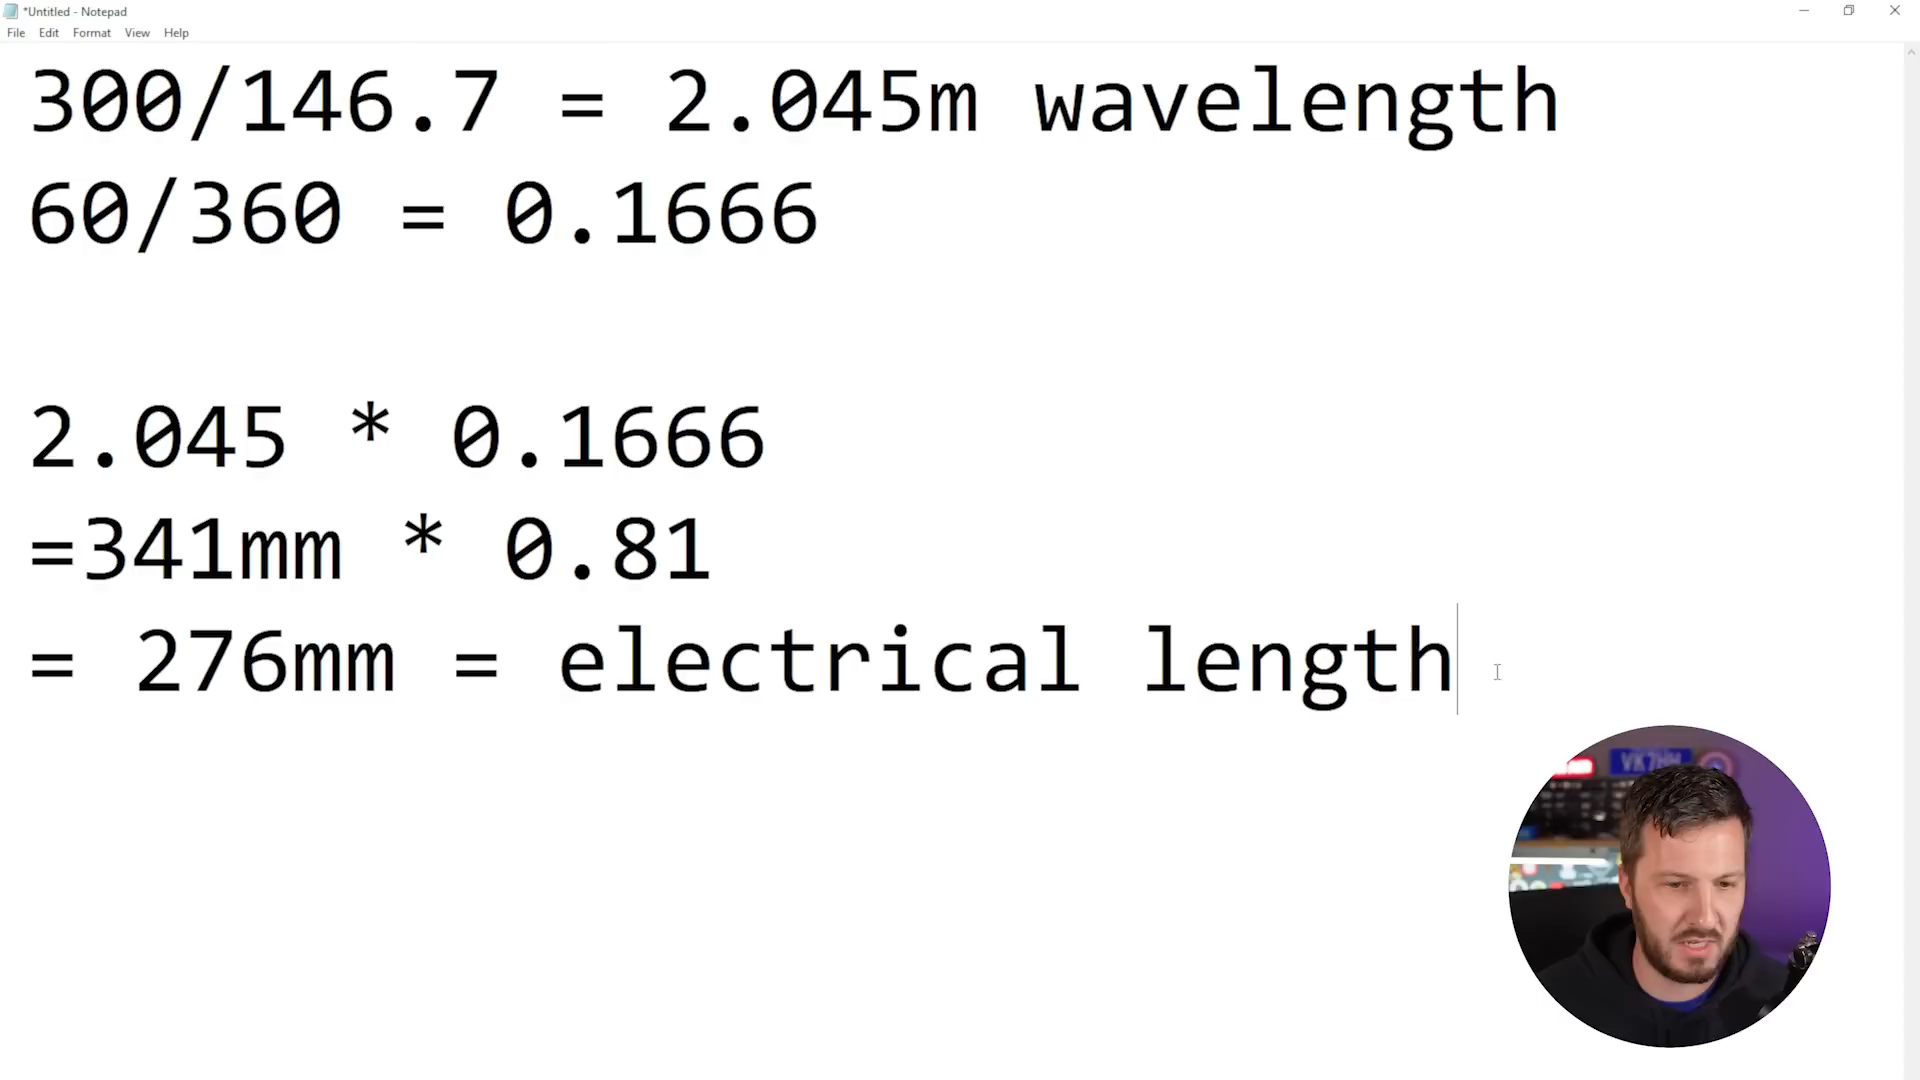 *Untitled - Notepad
File Edit Format View Help
300/146.7 = 2.045m wavelength
60/360 = 0.1666
2.045 * 0.1666
=341mm * 0.81
= 276mm = electrical length
VK7HH